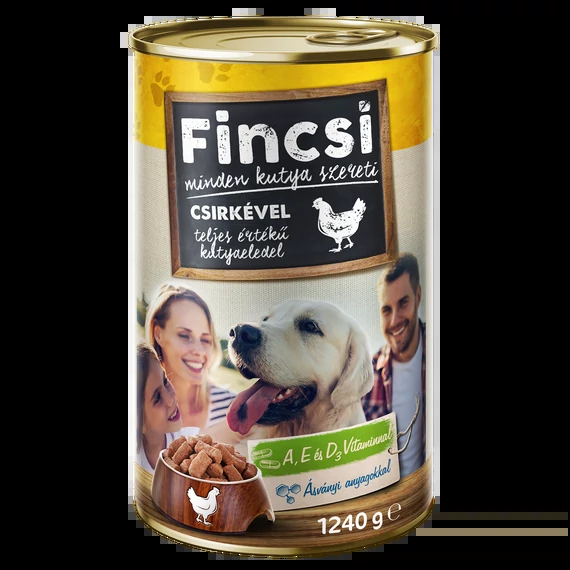 Fincsi
minden kutya szereti
CSIRKÉVEL
teljes értékű
kutyaeledel
A, E és D₃ Vitaminnal
Ásványi anyagokkal
1240 g ℮